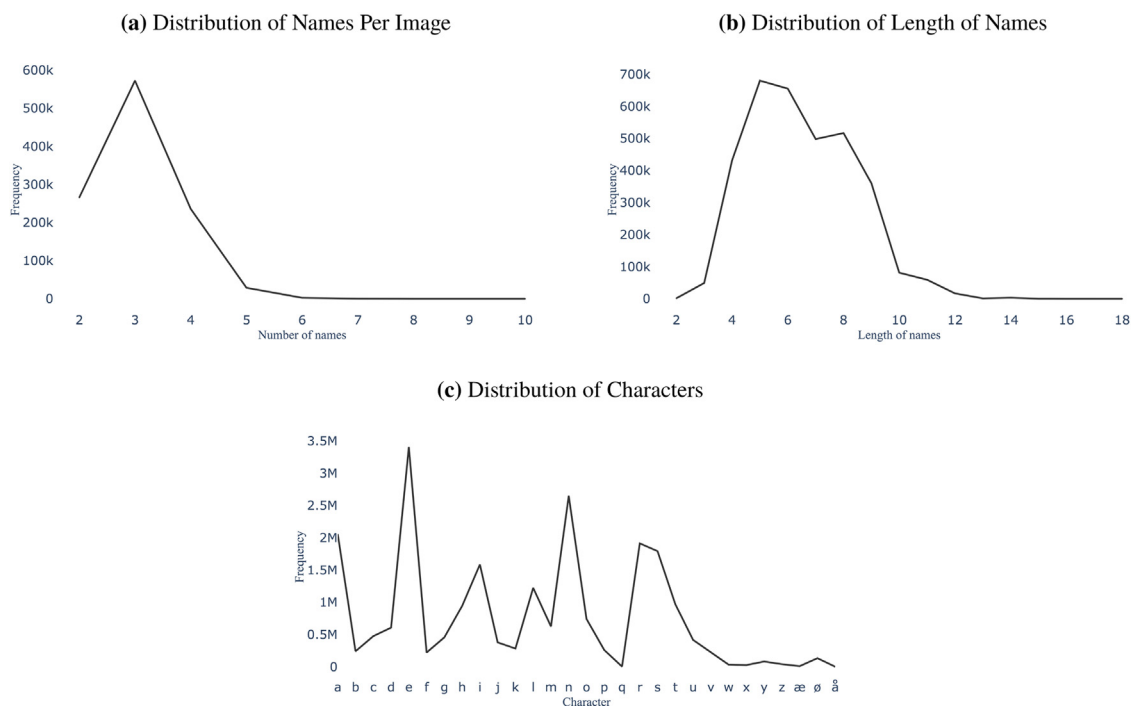 (a) Distribution of Names Per Image
600k
500k
400k
300k
200k
100k
0
Frequency
2 3 4 5 6 7 8 9 10
Number of names
(b) Distribution of Length of Names
700k
600k
500k
400k
300k
200k
100k
0
Frequency
2 4 6 8 10 12 14 16 18
Length of names
(c) Distribution of Characters
3.5M
3M
2.5M
2M
1.5M
1M
0.5M
0
Frequency
a b c d e f g h i j k l m n o p q r s t u v w x y z æ ø å
Character